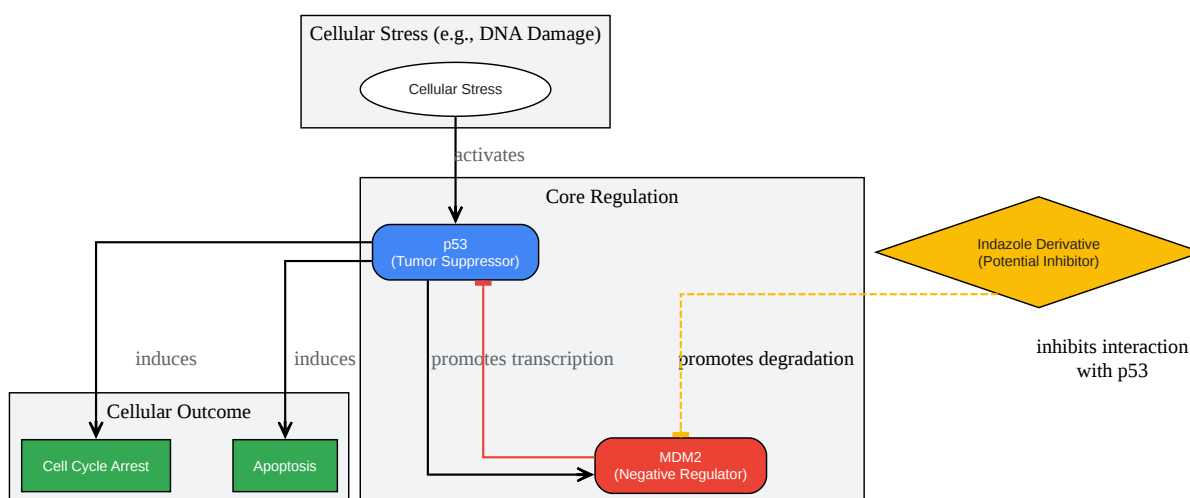 Cellular Stress (e.g., DNA Damage)
Cellular Stress
activates
Core Regulation
p53
(Tumor Suppressor)
Indazole Derivative
(Potential Inhibitor)
induces
induces
promotes transcription
promotes degradation
inhibits interaction
with p53
Cellular Outcome
Cell Cycle Arrest
Apoptosis
MDM2
(Negative Regulator)